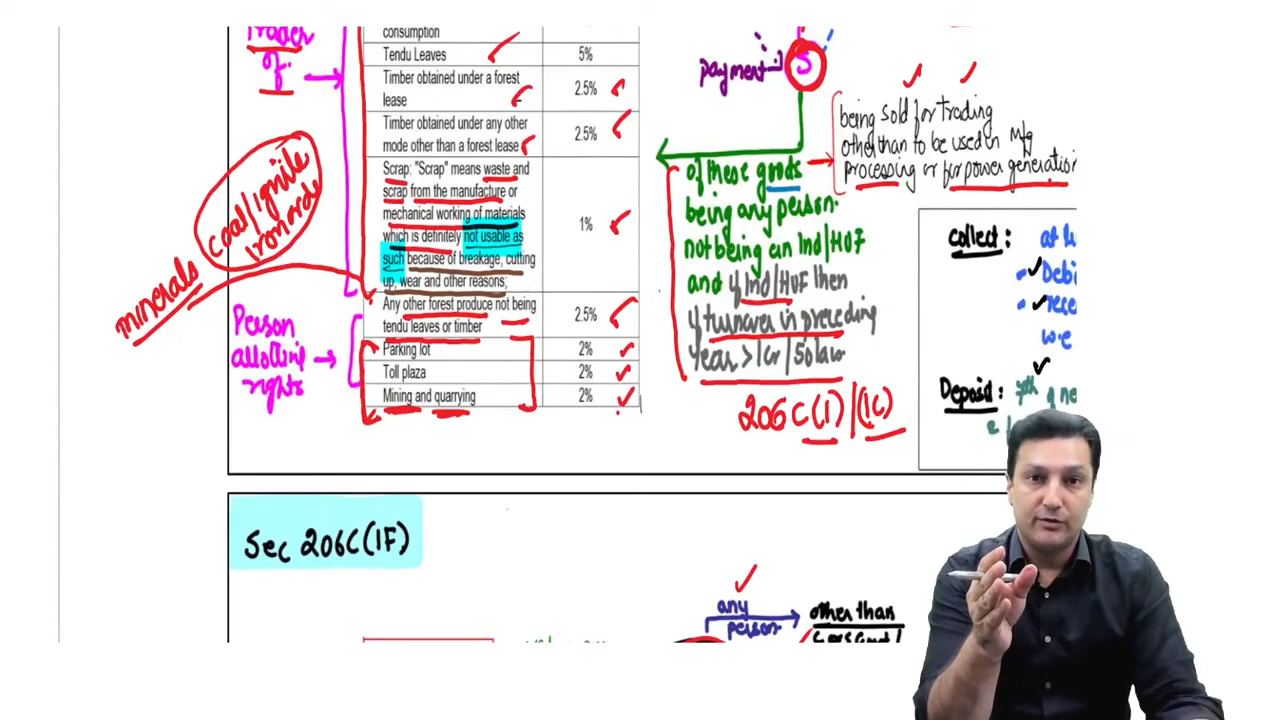 Trader
of
consumption
Tendu Leaves 5%
Timber obtained under a forest
lease 2.5%
Timber obtained under any other
mode other than a forest lease 2.5%
Scrap: "Scrap" means waste and
scrap from the manufacture or
mechanical working of materials
which is definitely not usable as
such because of breakage, cutting
up, wear and other reasons;
1%
Any other forest produce not being
tendu leaves or timber 2.5%
Parking lot 2%
Toll plaza 2%
Mining and quarrying 2%
minerals
coal/lignite
Person
allowing
rights
payment
S
being sold for trading
other than to be used in Mfg
processing or for power generation
of these goods
being any person
not being an Ind/HUF
and if Ind/HUF then
if turnover in preceding
year > 1cr/50lakh
206C(1)/(1C)
collect:
Deposit: 7th
Sec 206C(1F)
any
person
other than